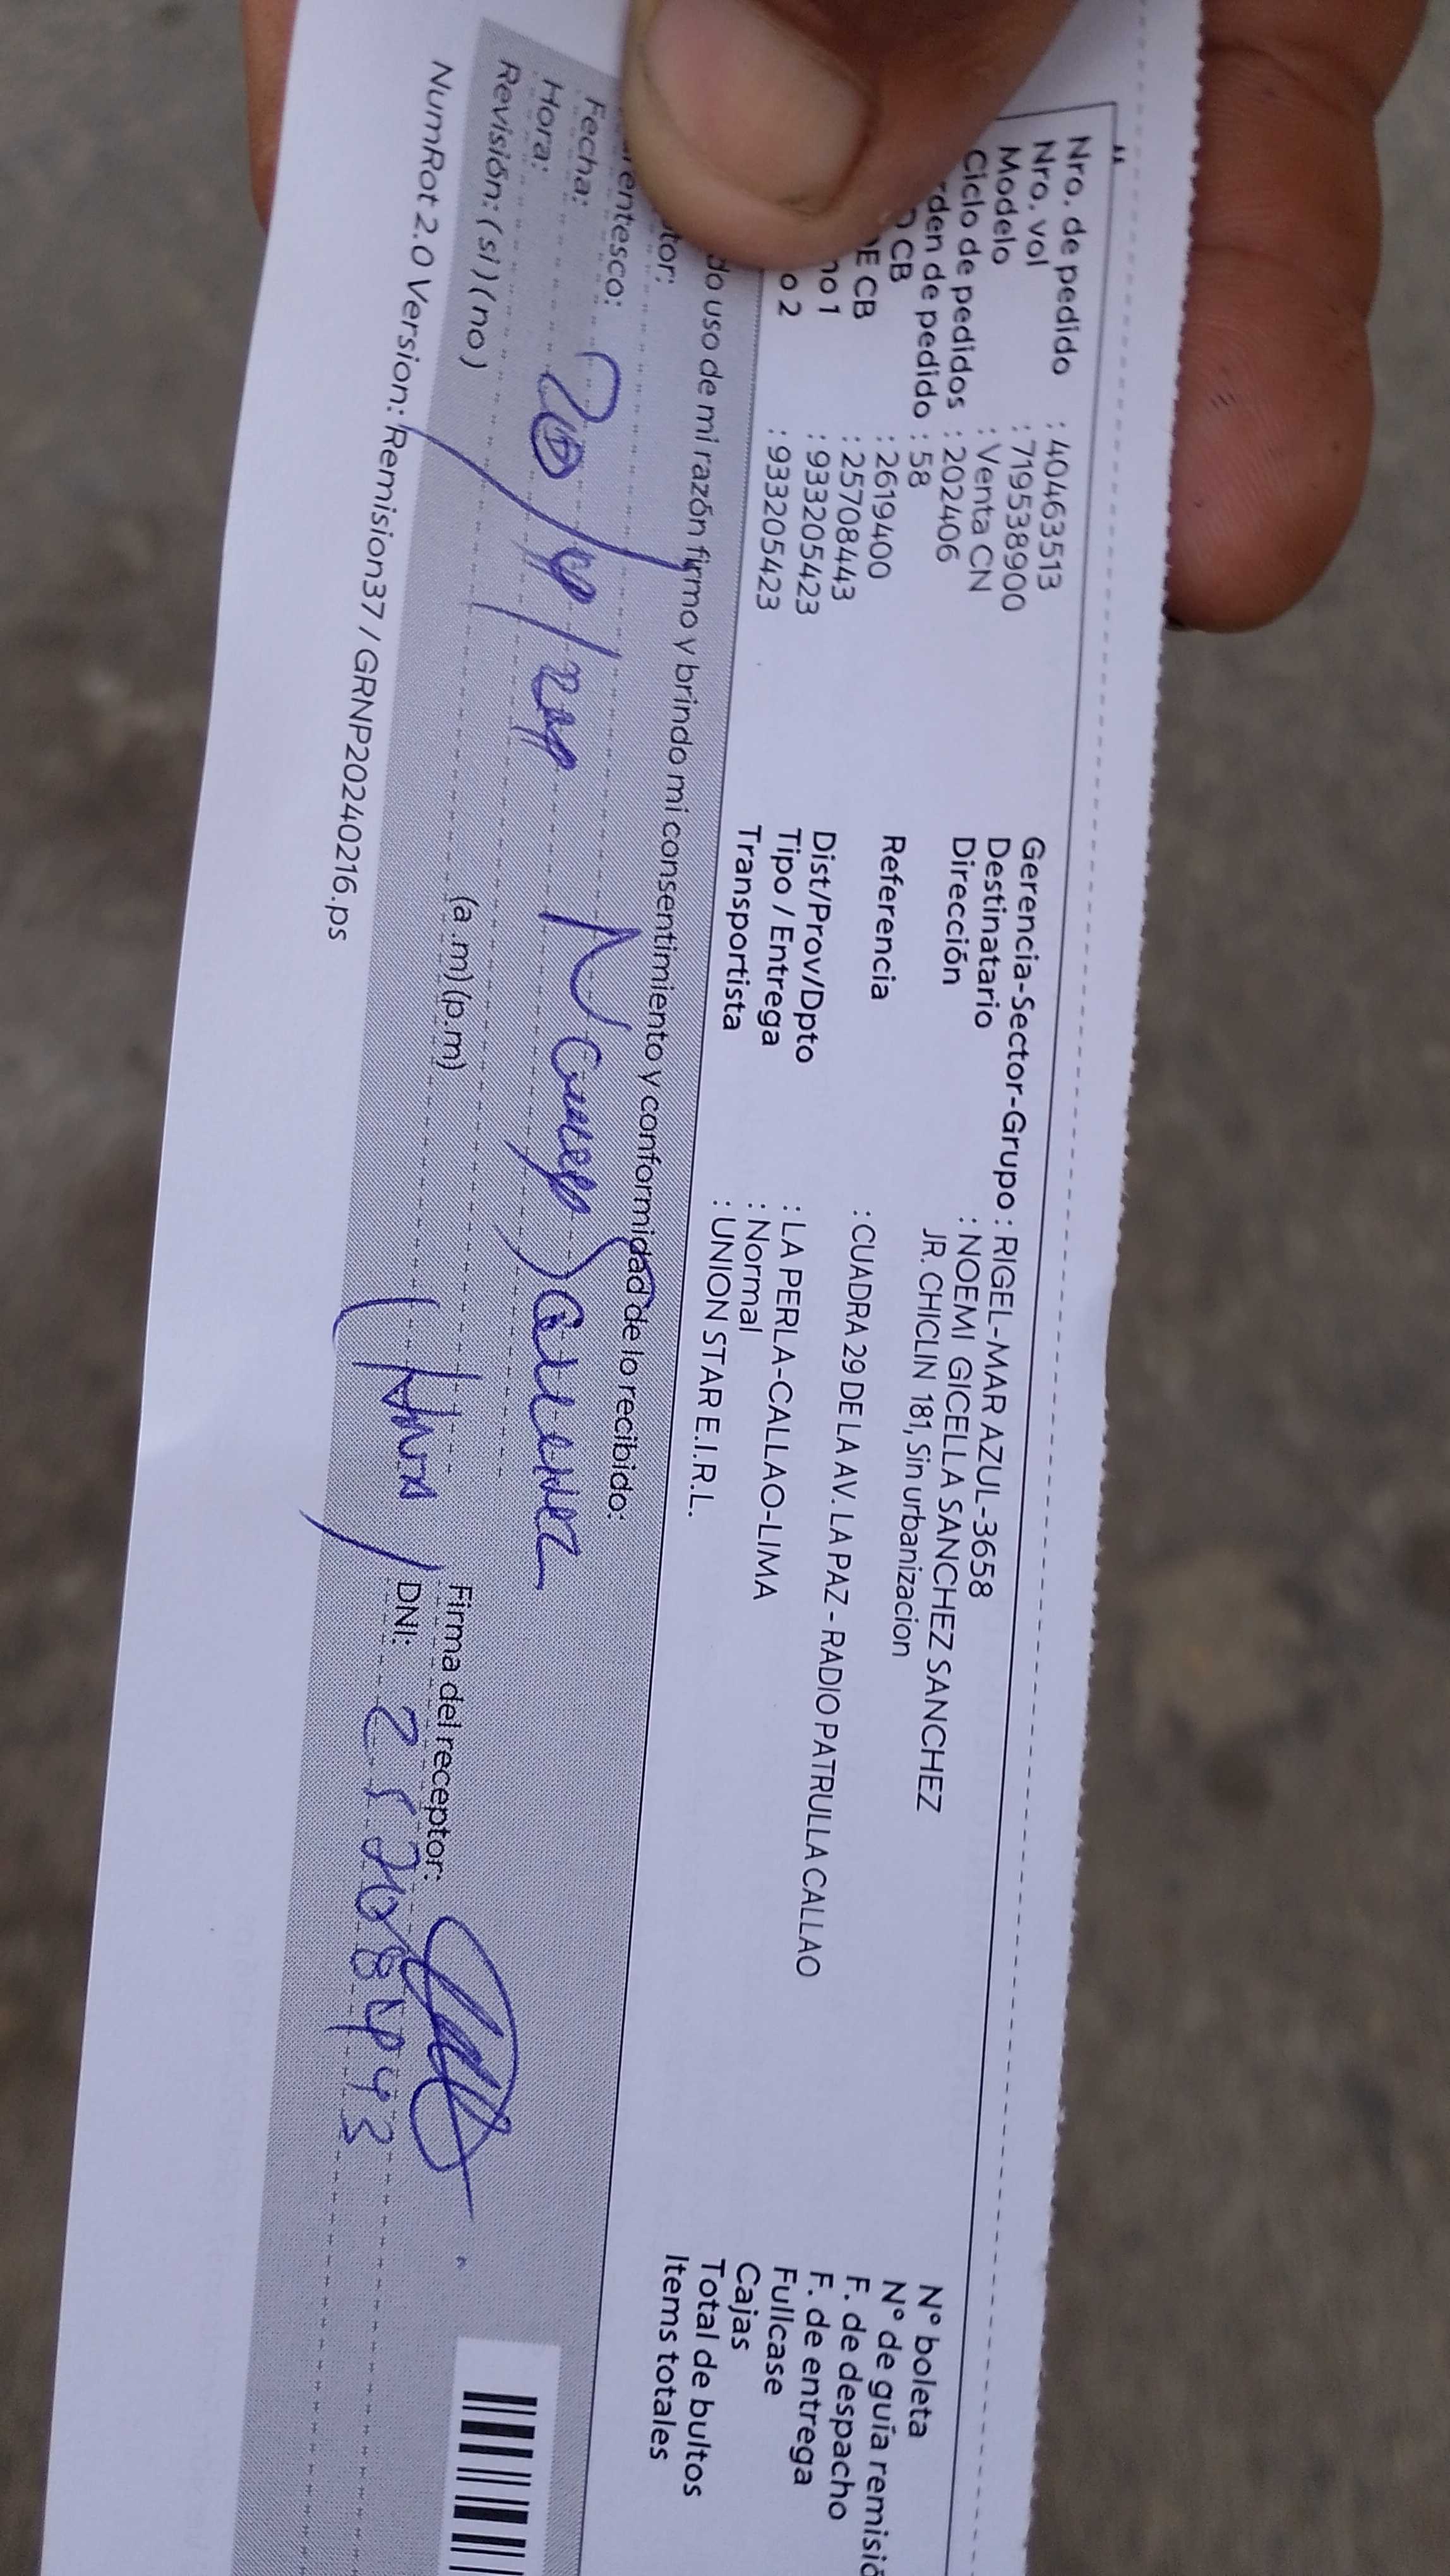 Nro. de pedido : 40463513
Nro. vol : 719538900
Modelo : Venta CN
Ciclo de pedidos : 202406
rden de pedido : 58
CB : 2619400
E CB : 25708443
no 1 : 933205423
o 2 : 933205423
Gerencia-Sector-Grupo : RIGEL-MAR AZUL-3658
Destinatario : NOEMI GICELLA SANCHEZ SANCHEZ
Dirección JR. CHICLIN 181, Sin urbanizacion
Referencia : CUADRA 29 DE LA AV. LA PAZ - RADIO PATRULLA CALLAO
Dist/Prov/Dpto : LA PERLA-CALLAO-LIMA
Tipo / Entrega : Normal
Transportista : UNION STAR E.I.R.L.
Nº boleta
Nº de guía remisió
F. de despacho
F. de entrega
Fullcase
Cajas
Total de bultos
Items totales
do uso de mi razón firmo y brindo mi consentimiento y conformidad de lo recibido:
tor:
rentesco:
Fecha:
Hora: (a .m) (p.m)
Revisión: ( si ) ( no )
Firma del receptor:
DNI: 25708443
NumRot 2.0 Version: Remision37 / GRNP20240216.ps